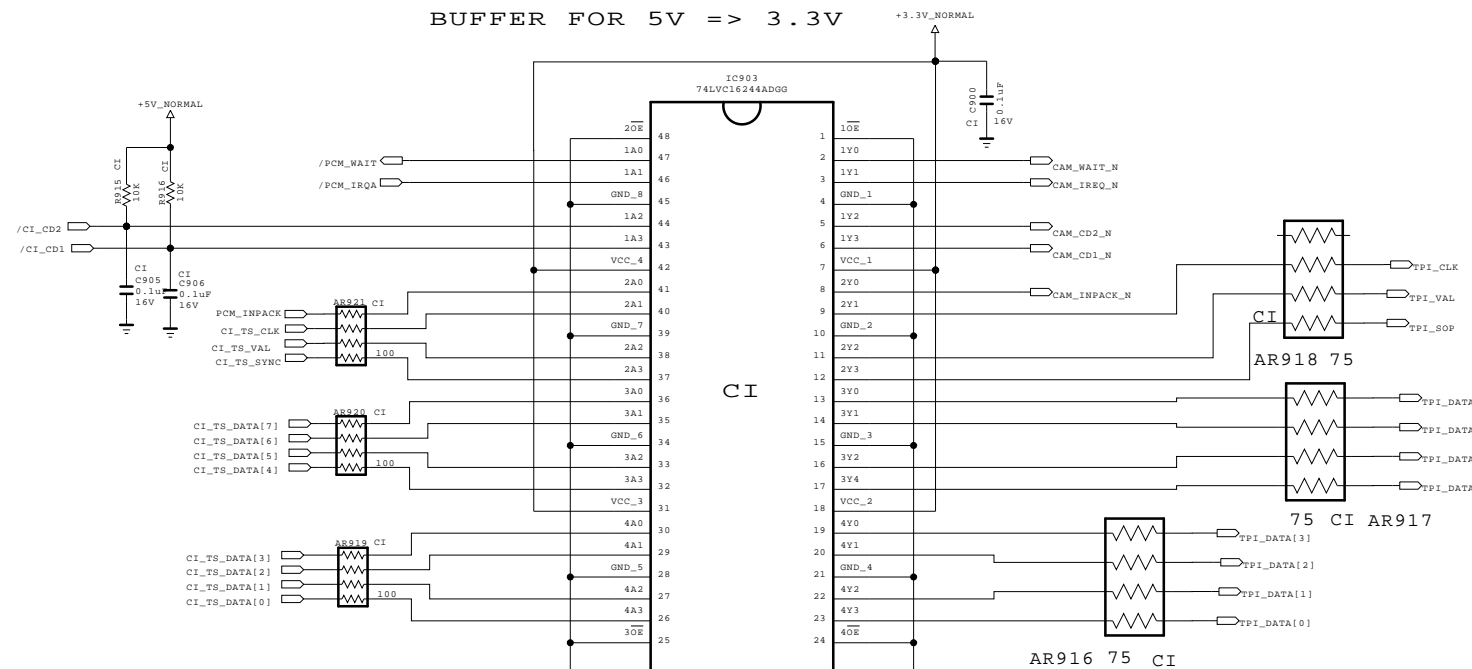 BUFFER FOR 5V => 3.3V
+3.3V_NORMAL
IC903
74LVC16244ADGG
C900
0.1uF
CI
16V
+5V_NORMAL
R915
CI
10K
R916
CI
10K
/PCM_WAIT
/PCM_IRQA
/CI_CD2
/CI_CD1
CI
C905
0.1uF
16V
CI
C906
0.1uF
16V
AR921 CI
PCM_INPACK
CI_TS_CLK
CI_TS_VAL
CI_TS_SYNC
100
AR920 CI
CI_TS_DATA[7]
CI_TS_DATA[6]
CI_TS_DATA[5]
CI_TS_DATA[4]
100
AR919 CI
CI_TS_DATA[3]
CI_TS_DATA[2]
CI_TS_DATA[1]
CI_TS_DATA[0]
100
2OE 48
1A0 47
1A1 46
GND_8 45
1A2 44
1A3 43
VCC_4 42
2A0 41
2A1 40
GND_7 39
2A2 38
2A3 37
3A0 36
3A1 35
GND_6 34
3A2 33
3A3 32
VCC_3 31
4A0 30
4A1 29
GND_5 28
4A2 27
4A3 26
3OE 25
CI
1 1OE
2 1Y0
3 1Y1
4 GND_1
5 1Y2
6 1Y3
7 VCC_1
8 2Y0
9 2Y1
10 GND_2
11 2Y2
12 2Y3
13 3Y0
14 3Y1
15 GND_3
16 3Y2
17 3Y4
18 VCC_2
19 4Y0
20 4Y1
21 GND_4
22 4Y2
23 4Y3
24 4OE
CAM_WAIT_N
CAM_IREQ_N
CAM_CD2_N
CAM_CD1_N
CAM_INPACK_N
TPI_CLK
TPI_VAL
TPI_SOP
CI
AR918 75
TPI_DATA
TPI_DATA
TPI_DATA
TPI_DATA
75 CI AR917
TPI_DATA[3]
TPI_DATA[2]
TPI_DATA[1]
TPI_DATA[0]
AR916 75 CI